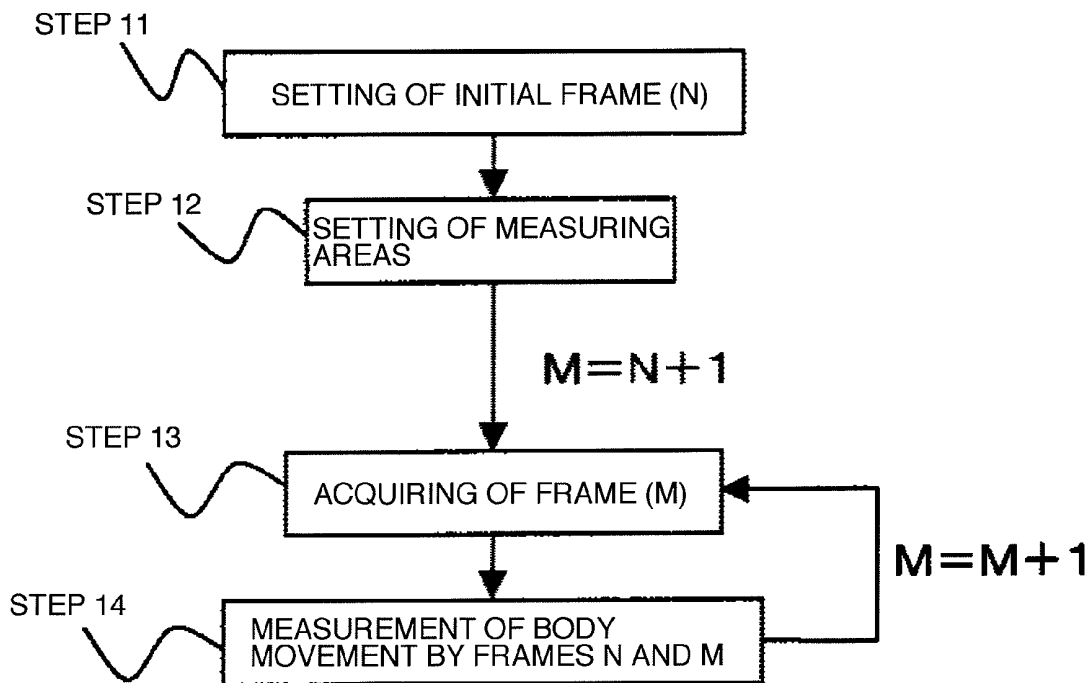 STEP 11
SETTING OF INITIAL FRAME (N)
STEP 12
SETTING OF MEASURING
AREAS
M=N+1
STEP 13
ACQUIRING OF FRAME (M)
M=M+1
STEP 14
MEASUREMENT OF BODY
MOVEMENT BY FRAMES N AND M